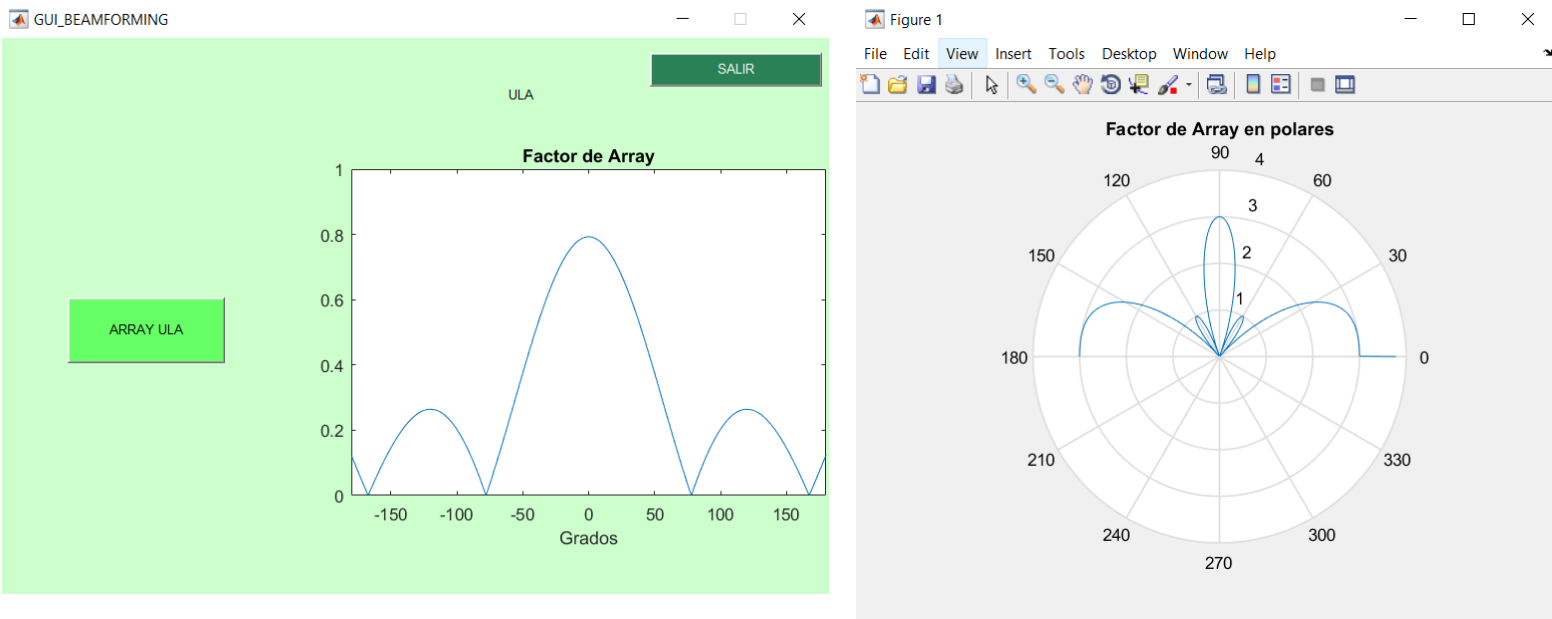 GUI_BEAMFORMING
SALIR
ULA
Factor de Array
1
0.8
0.6
0.4
0.2
0
-150 -100 -50 0 50 100 150
Grados
ARRAY ULA
Figure 1
File Edit View Insert Tools Desktop Window Help
Factor de Array en polares
90 4
120 60
3
150 2 30
1
180 0
210 330
240 300
270